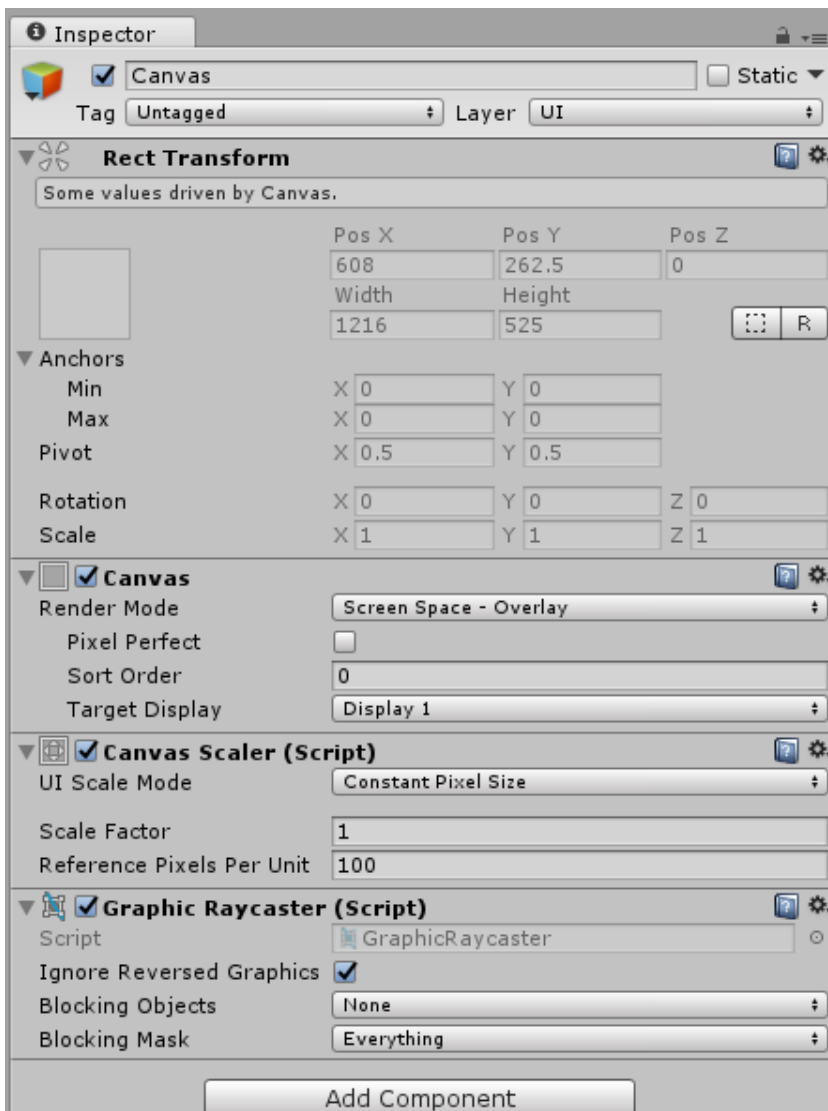 Inspector
Canvas Static
Tag Untagged Layer UI
Rect Transform
Some values driven by Canvas.
Pos X Pos Y Pos Z
608 262.5 0
Width Height
1216 525
R
Anchors
Min X 0 Y 0
Max X 0 Y 0
Pivot X 0.5 Y 0.5
Rotation X 0 Y 0 Z 0
Scale X 1 Y 1 Z 1
Canvas
Render Mode Screen Space - Overlay
Pixel Perfect
Sort Order 0
Target Display Display 1
Canvas Scaler (Script)
UI Scale Mode Constant Pixel Size
Scale Factor 1
Reference Pixels Per Unit 100
Graphic Raycaster (Script)
Script GraphicRaycaster
Ignore Reversed Graphics
Blocking Objects None
Blocking Mask Everything
Add Component